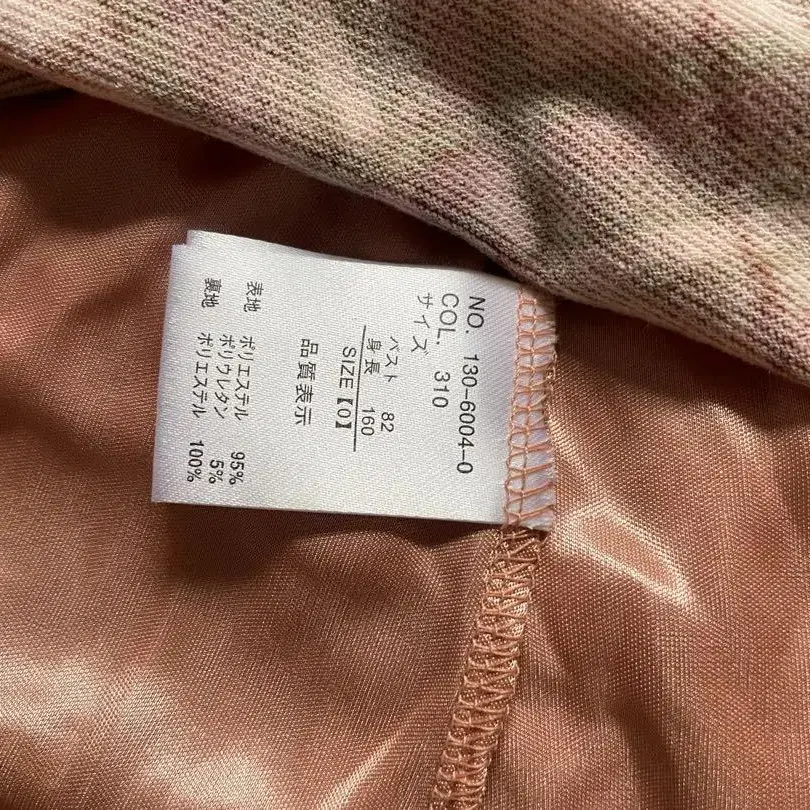 NO. 130-6004-0
COL. 310
サイズ
バスト 82
身長 160
SIZE【0】
品質表示
表地 ポリエステル 95%
ポリウレタン 5%
裏地 ポリエステル 100%